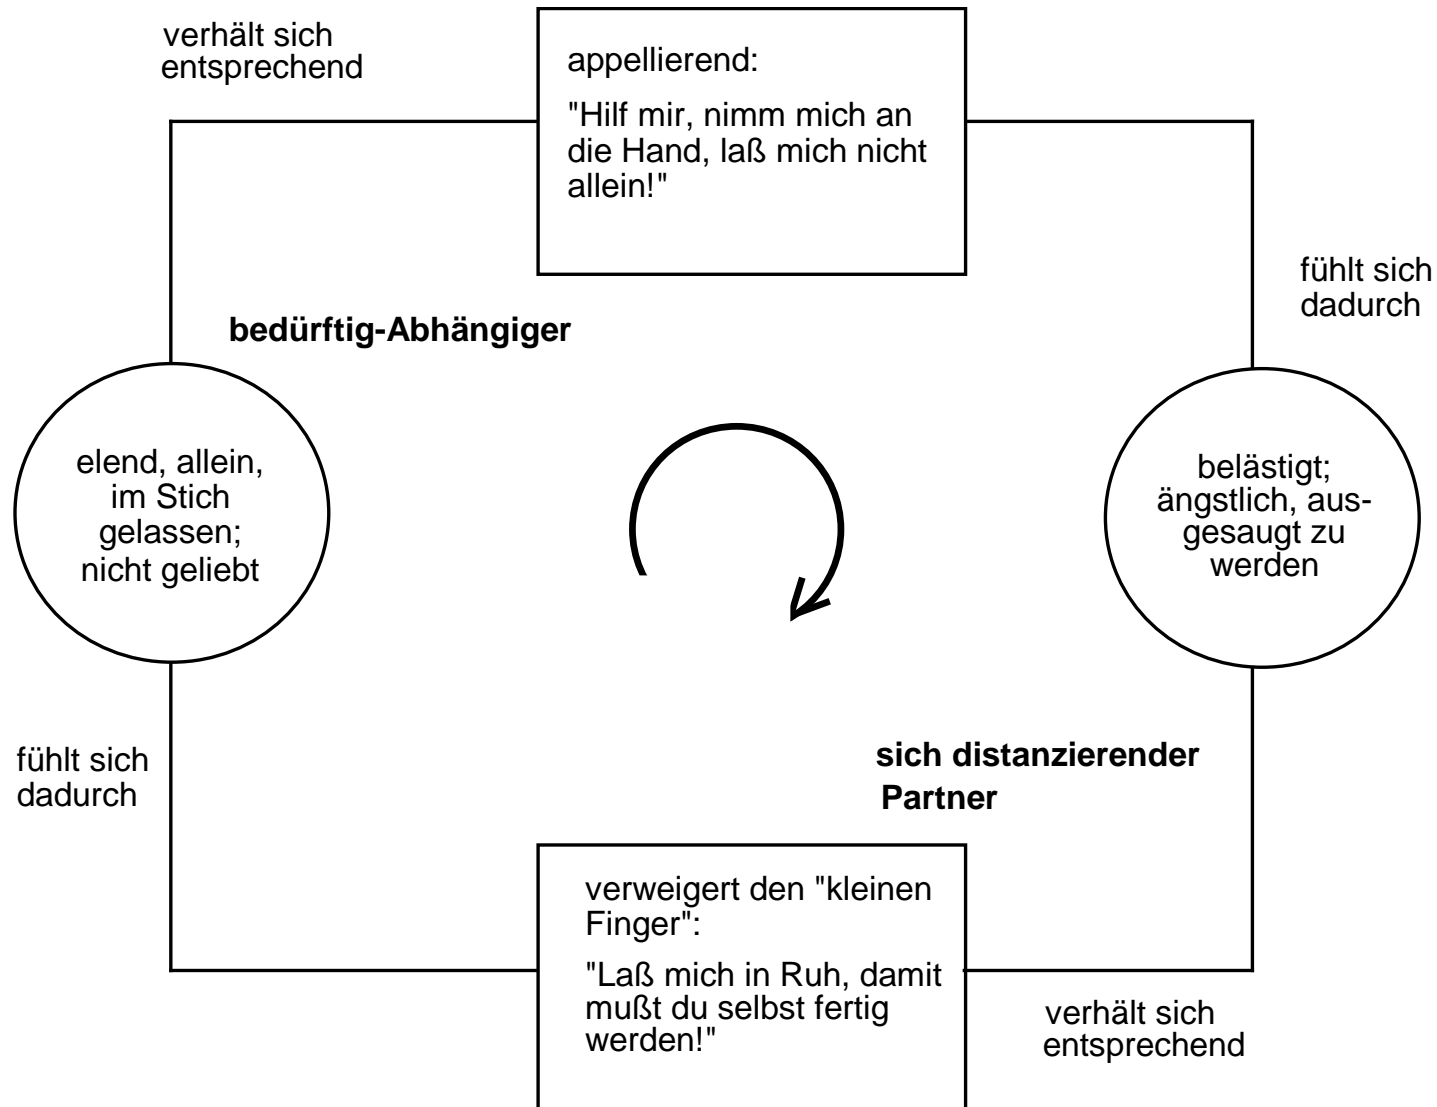 verhält sich
entsprechend
appellierend:
"Hilf mir, nimm mich an
die Hand, laß mich nicht
allein!"
fühlt sich
dadurch
bedürftig-Abhängiger
elend, allein,
im Stich
gelassen;
nicht geliebt
belästigt;
ängstlich, aus-
gesaugt zu
werden
fühlt sich
dadurch
sich distanzierender
Partner
verweigert den "kleinen
Finger":
"Laß mich in Ruh, damit
mußt du selbst fertig
werden!"
verhält sich
entsprechend